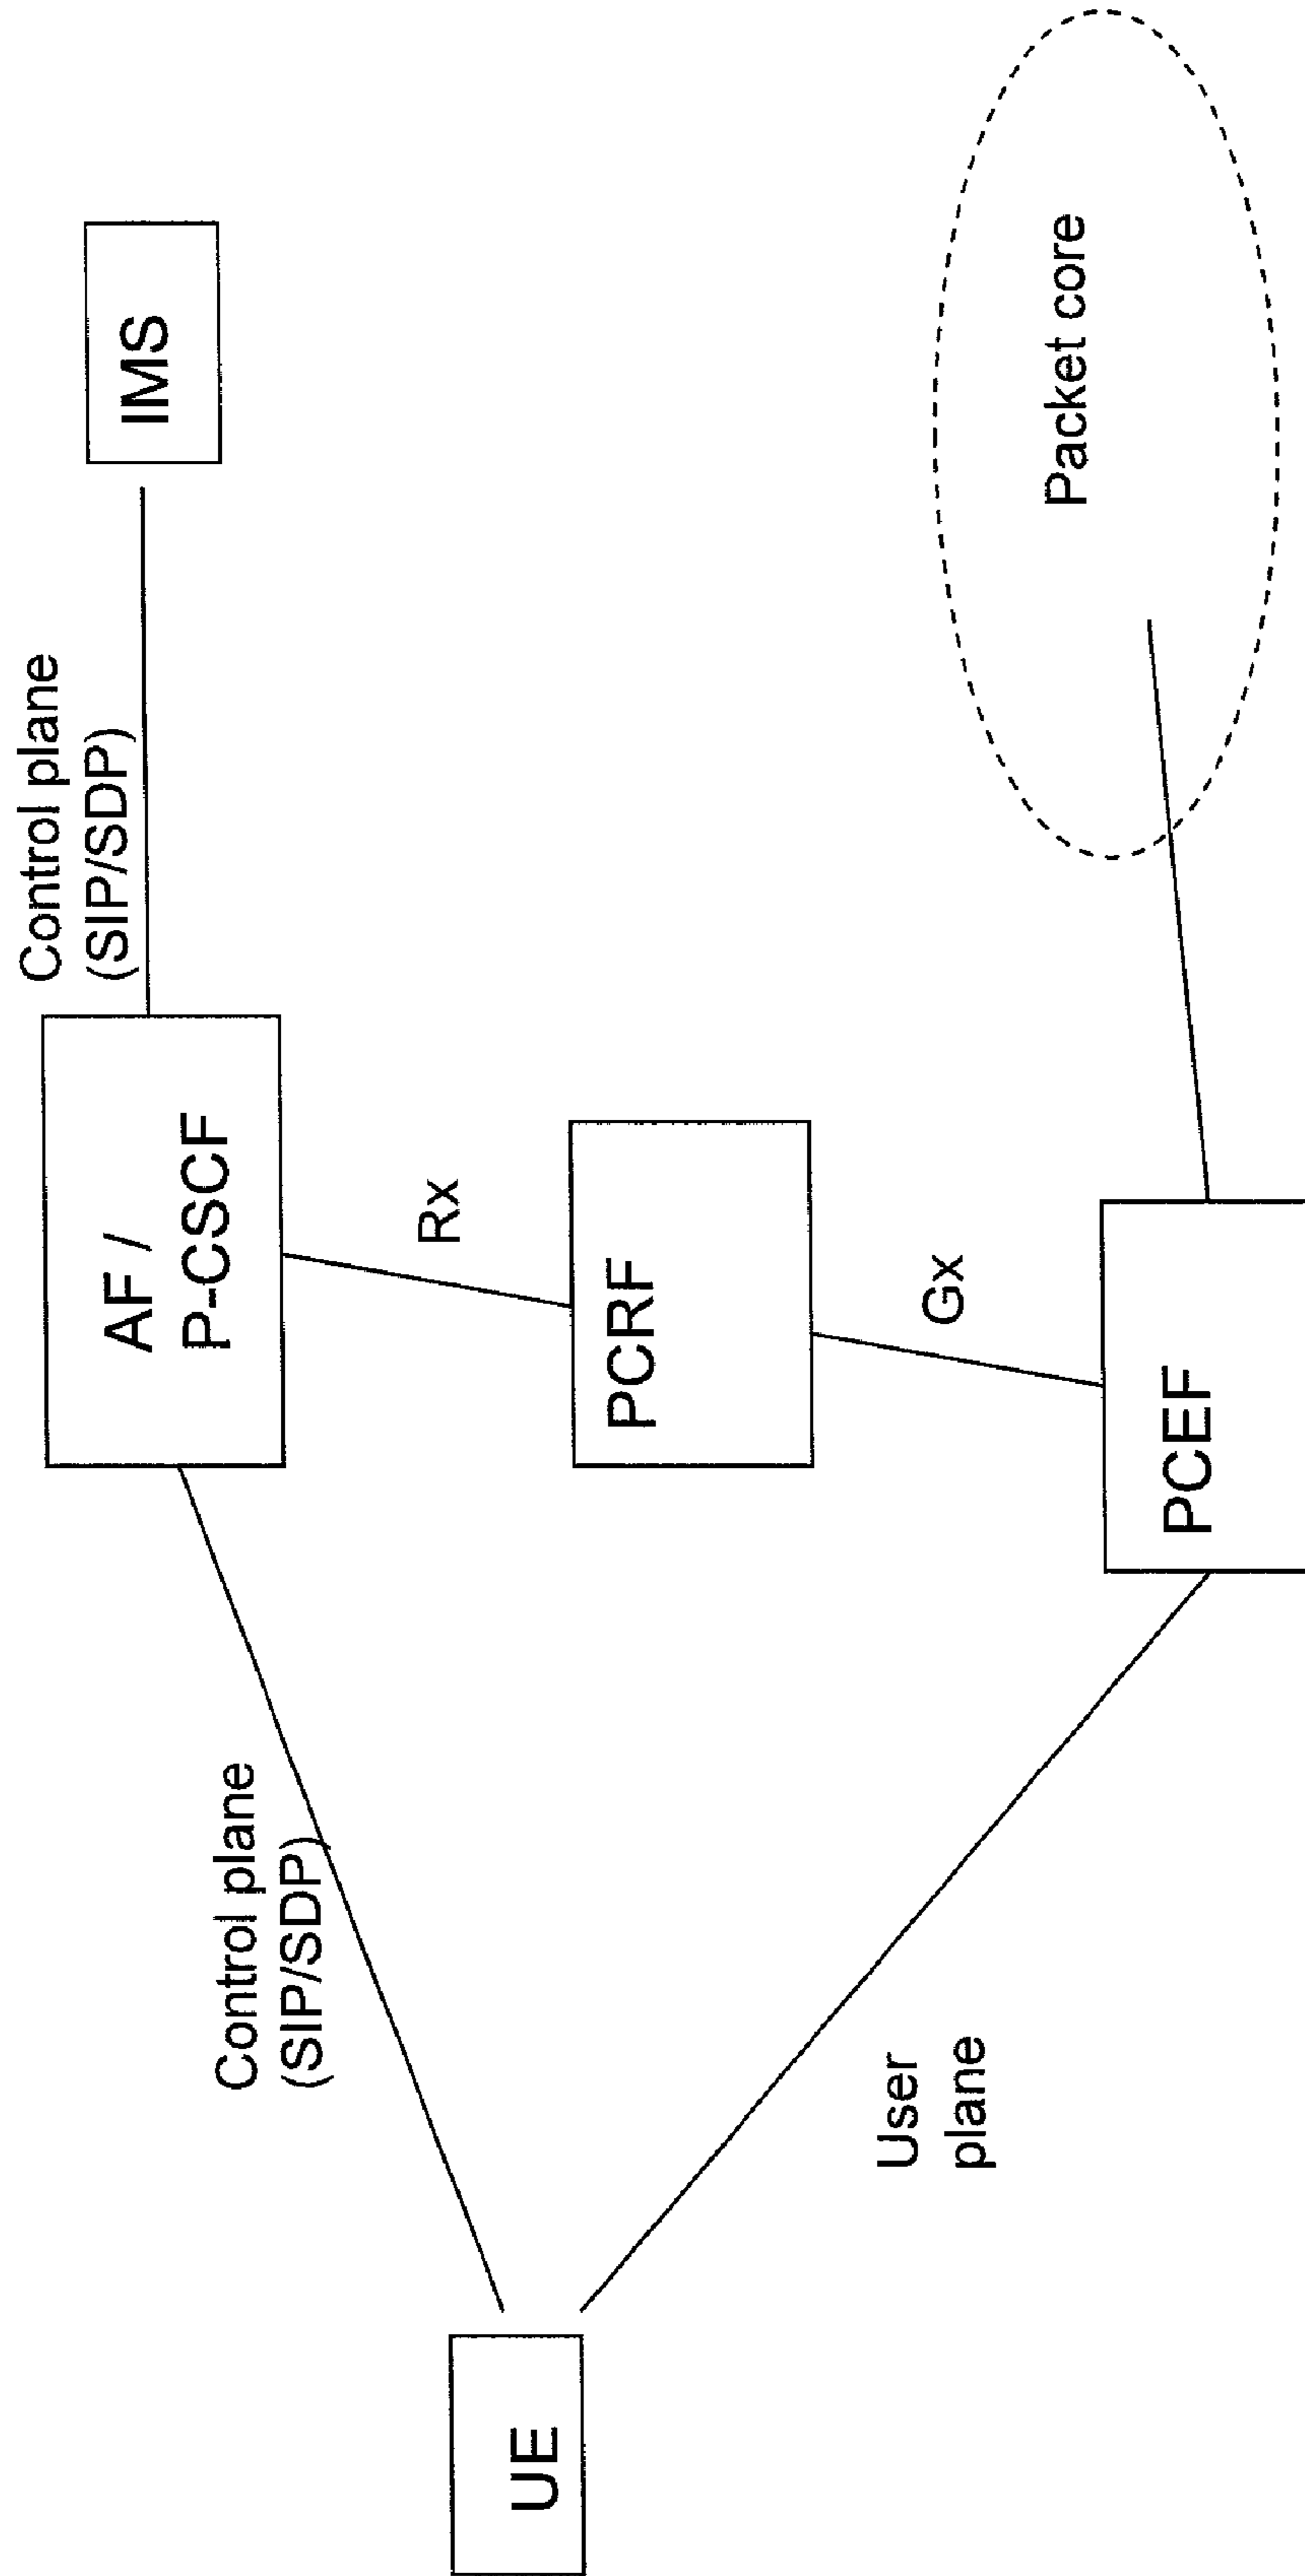 Control plane
(SIP/SDP)
IMS
AF /
P-CSCF
Control plane
(SIP/SDP)
Rx
UE
PCRF
User
plane
Gx
Packet core
PCEF